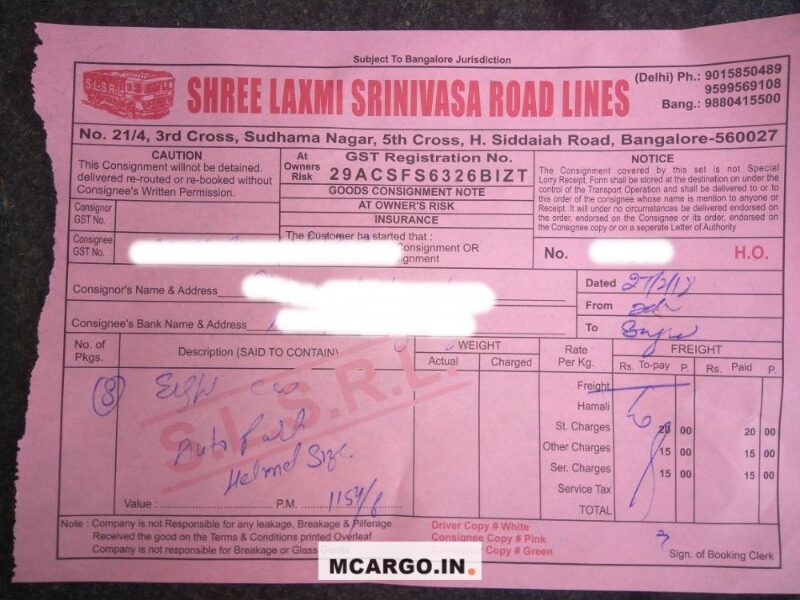 Subject To Bangalore Jurisdiction
S.L.S.R.L.
SHREE LAXMI SRINIVASA ROAD LINES
(Delhi) Ph.: 9015850489
9599569108
Bang.: 9880415500
No. 21/4, 3rd Cross, Sudhama Nagar, 5th Cross, H. Siddaiah Road, Bangalore-560027
CAUTION
This Consignment willnot be detained.
delivered re-routed or re-booked without
Consignee's Written Permission.
At
Owners
Risk
GST Registration No.
29ACSFS6326BIZT
GOODS CONSIGNMENT NOTE
AT OWNER'S RISK
INSURANCE
The Customer ha started that :
Consignment OR
NOTICE
The Consignment covered by this set is not Special
Lorry Receipt. Form shall be stored at the destination on under the
control of the Transport Operation and shall be delivered to or to
this order of the consignee whose name is mention to anyone or
Receipt. It will under no circumstances be delivered endorsed on
the order, endorsed on the Consignee or its order, endorsed on
the Consignee copy or on a seperate Letter of Authority
Consignor
GST No.
Consignee
GST No.
No.
H.O.
Consignor's Name & Address
Dated
From
Consignee's Bank Name & Address
To
No. of
Pkgs.
Description (SAID TO CONTAIN)
WEIGHT
Actual Charged
Rate
Per Kg.
FREIGHT
Rs. To-pay P. Rs. Paid P.
(8) Eight
Freight
Hamali
St. Charges 20 00 20 00
Auto Part
Other Charges 15 00 15 00
Helmet Size
Ser. Charges 15 00 15 00
Service Tax
TOTAL
S.L.S.R.L.
Value : P.M.
Note : Company is not Responsible for any leakage, Breakage & Pilferage
Received the good on the Terms & Conditions printed Overleaf
Company is not responsible for Breakage or Glass Goods
Driver Copy # White
Consignee Copy # Pink
Consignor Copy # Green
Sign. of Booking Clerk
MCARGO.IN.